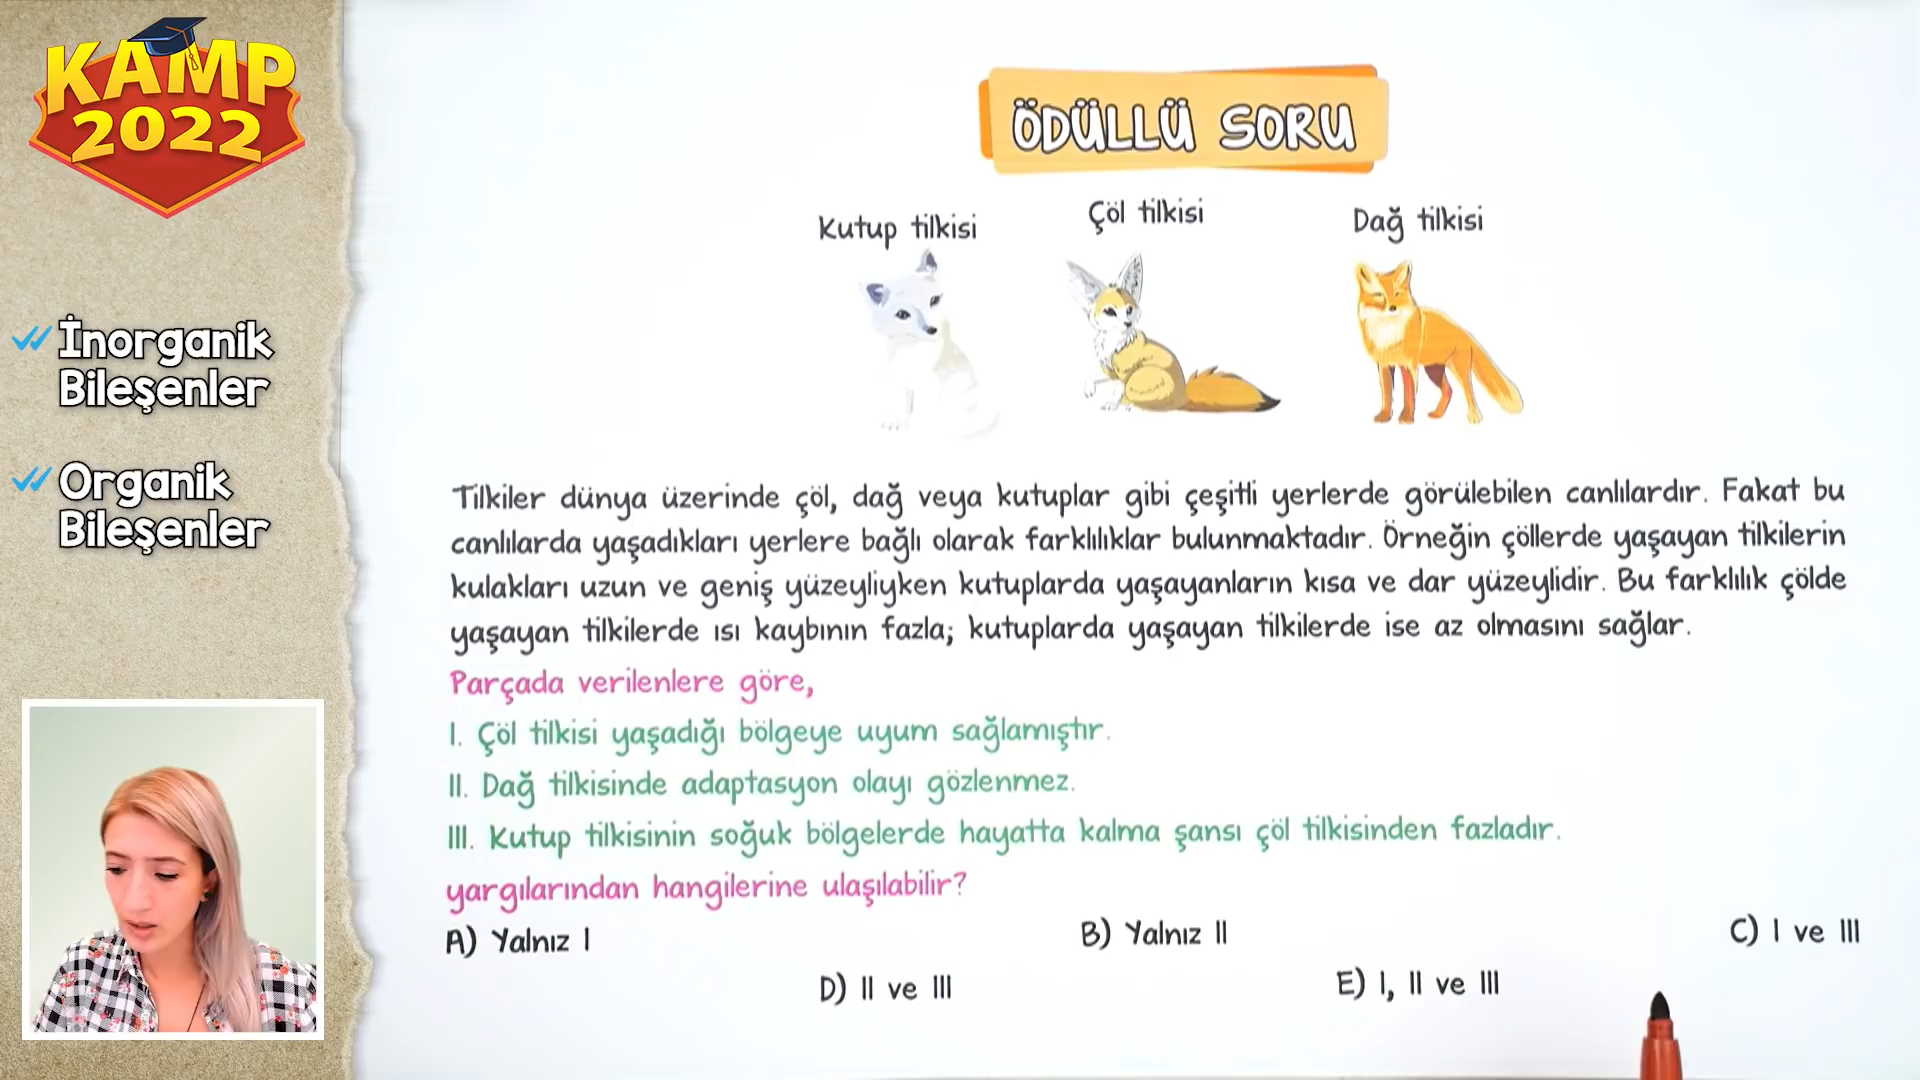 KAMP
2022
İnorganik
Bileşenler
Organik
Bileşenler
ÖDÜLLÜ SORU
Kutup tilkisi
Çöl tilkisi
Dağ tilkisi
Tilkiler dünya üzerinde çöl, dağ veya kutuplar gibi çeşitli yerlerde görülebilen canlılardır. Fakat bu
canlılarda yaşadıkları yerlere bağlı olarak farklılıklar bulunmaktadır. Örneğin çöllerde yaşayan tilkilerin
kulakları uzun ve geniş yüzeyliyken kutuplarda yaşayanların kısa ve dar yüzeylidir. Bu farklılık çölde
yaşayan tilkilerde ısı kaybının fazla; kutuplarda yaşayan tilkilerde ise az olmasını sağlar.
Parçada verilenlere göre,
I. Çöl tilkisi yaşadığı bölgeye uyum sağlamıştır.
II. Dağ tilkisinde adaptasyon olayı gözlenmez.
III. Kutup tilkisinin soğuk bölgelerde hayatta kalma şansı çöl tilkisinden fazladır.
yargılarından hangilerine ulaşılabilir?
A) Yalnız I
B) Yalnız II
C) I ve III
D) II ve III
E) I, II ve III